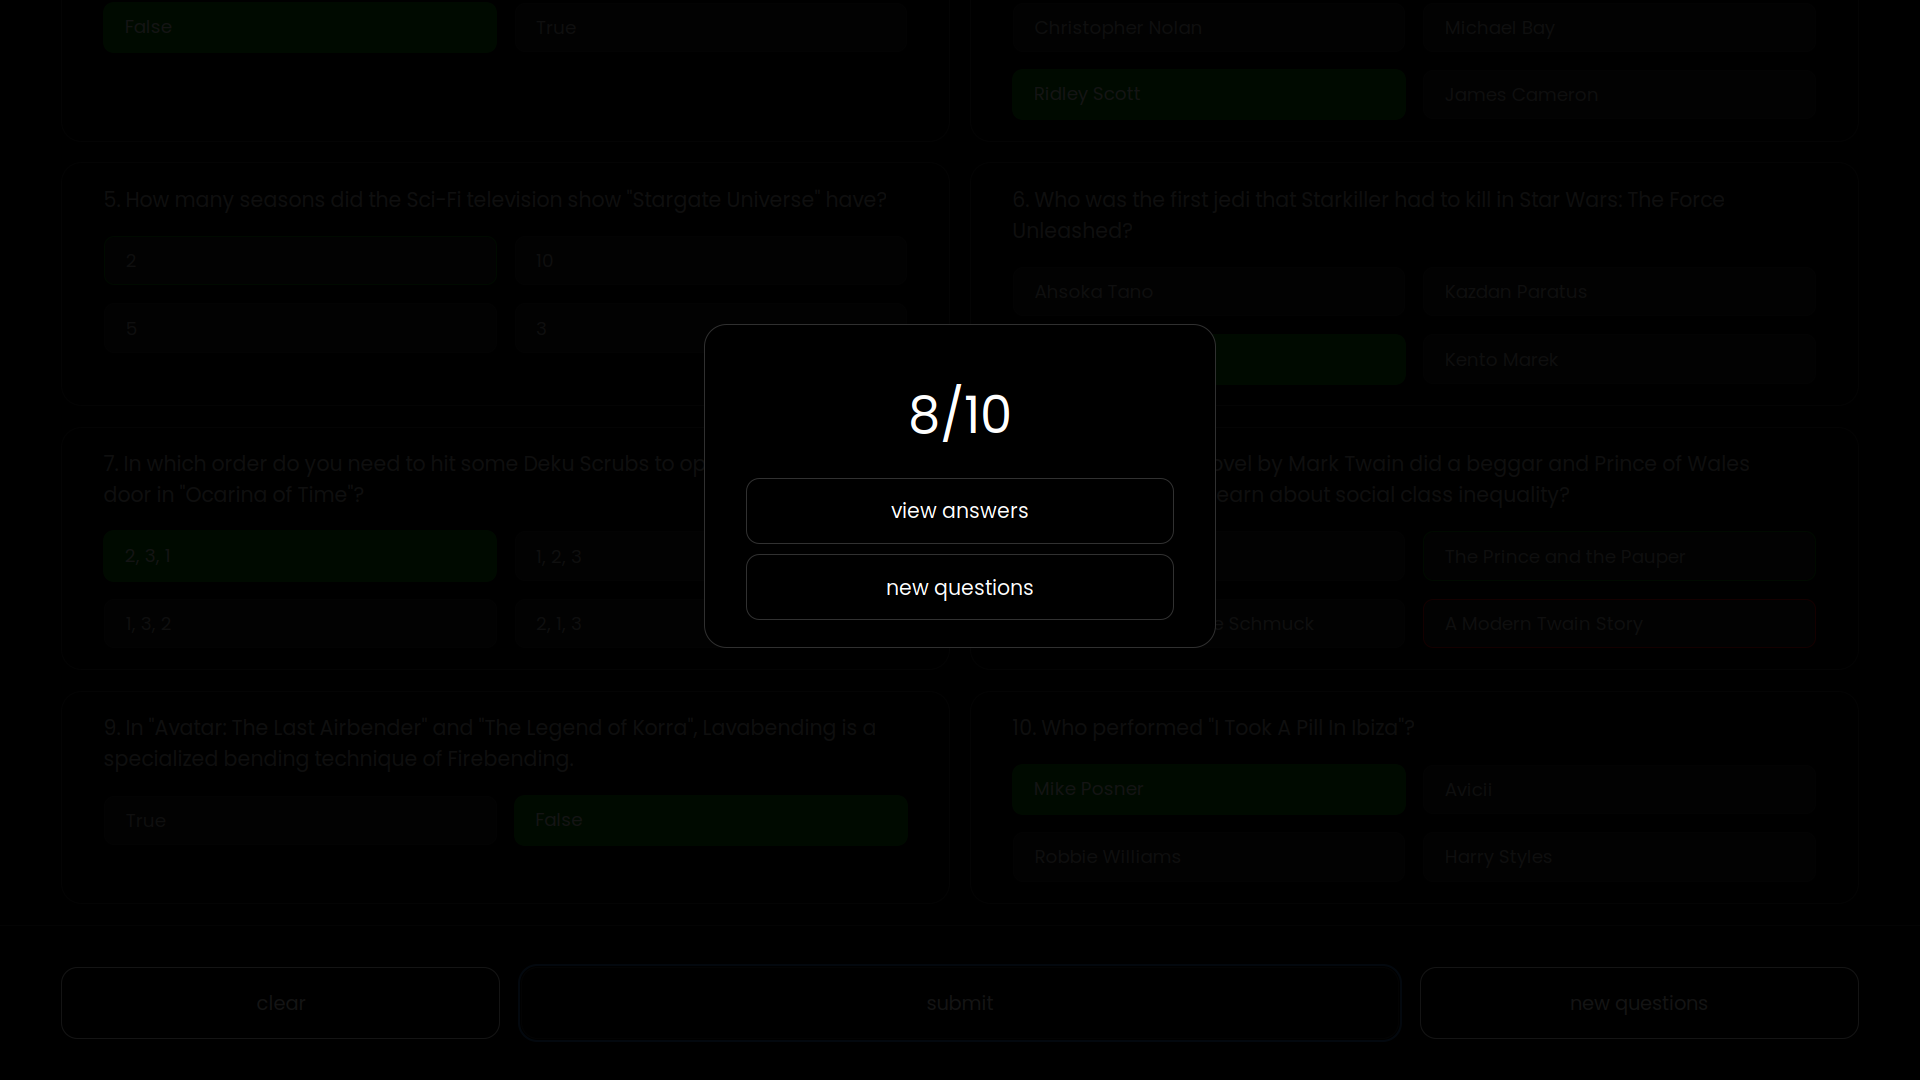 False
True
Christopher Nolan
Michael Bay
Ridley Scott
James Cameron
5. How many seasons did the Sci-Fi television show "Stargate Universe" have?
2
10
5
3
6. Who was the first jedi that Starkiller had to kill in Star Wars: The Force
Unleashed?
Ahsoka Tano
Kazdan Paratus
Kento Marek
8/10
view answers
new questions
7. In which order do you need to hit some Deku Scrubs to op
door in "Ocarina of Time"?
2, 3, 1
1, 2, 3
1, 3, 2
2, 1, 3
ovel by Mark Twain did a beggar and Prince of Wales
earn about social class inequality?
The Prince and the Pauper
e Schmuck
A Modern Twain Story
9. In "Avatar: The Last Airbender" and "The Legend of Korra", Lavabending is a
specialized bending technique of Firebending.
True
False
10. Who performed "I Took A Pill In Ibiza"?
Mike Posner
Avicii
Robbie Williams
Harry Styles
clear
submit
new questions